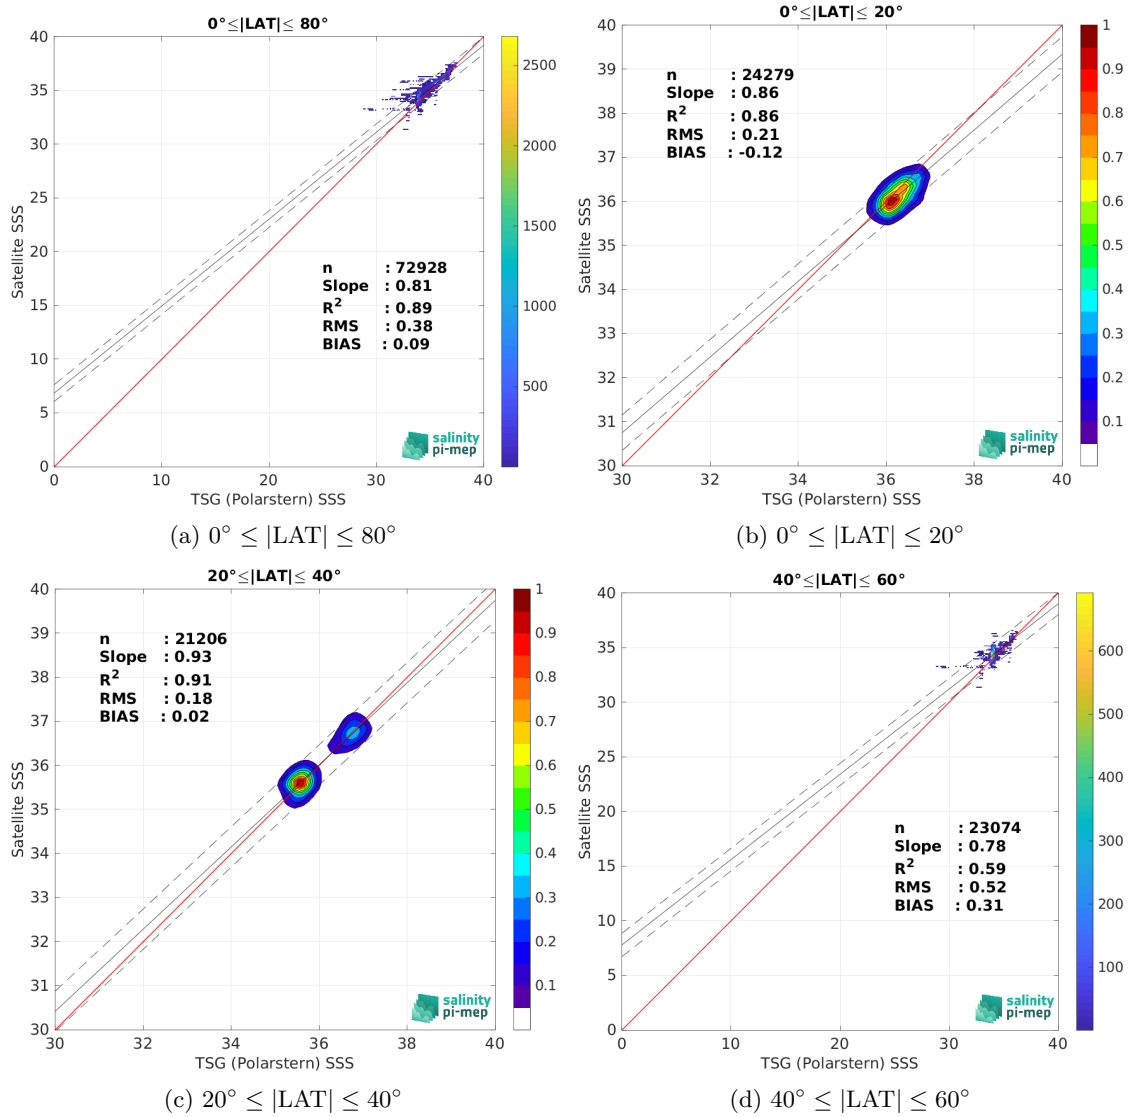 0°≤|LAT|≤ 80°
40
35
30
25
20
15
10
5
0
Satellite SSS
n : 72928
Slope : 0.81
R² : 0.89
RMS : 0.38
BIAS : 0.09
salinity
pi-mep
0 10 20 30 40
TSG (Polarstern) SSS
2500
2000
1500
1000
500
(a) 0° ≤ |LAT| ≤ 80°
0°≤|LAT|≤ 20°
40
39
38
37
36
35
34
33
32
31
30
Satellite SSS
n : 24279
Slope : 0.86
R² : 0.86
RMS : 0.21
BIAS : -0.12
salinity
pi-mep
30 32 34 36 38 40
TSG (Polarstern) SSS
1
0.9
0.8
0.7
0.6
0.5
0.4
0.3
0.2
0.1
(b) 0° ≤ |LAT| ≤ 20°
20°≤|LAT|≤ 40°
40
39
38
37
36
35
34
33
32
31
30
Satellite SSS
n : 21206
Slope : 0.93
R² : 0.91
RMS : 0.18
BIAS : 0.02
salinity
pi-mep
30 32 34 36 38 40
TSG (Polarstern) SSS
1
0.9
0.8
0.7
0.6
0.5
0.4
0.3
0.2
0.1
(c) 20° ≤ |LAT| ≤ 40°
40°≤|LAT|≤ 60°
40
35
30
25
20
15
10
5
0
Satellite SSS
n : 23074
Slope : 0.78
R² : 0.59
RMS : 0.52
BIAS : 0.31
salinity
pi-mep
0 10 20 30 40
TSG (Polarstern) SSS
600
500
400
300
200
100
(d) 40° ≤ |LAT| ≤ 60°